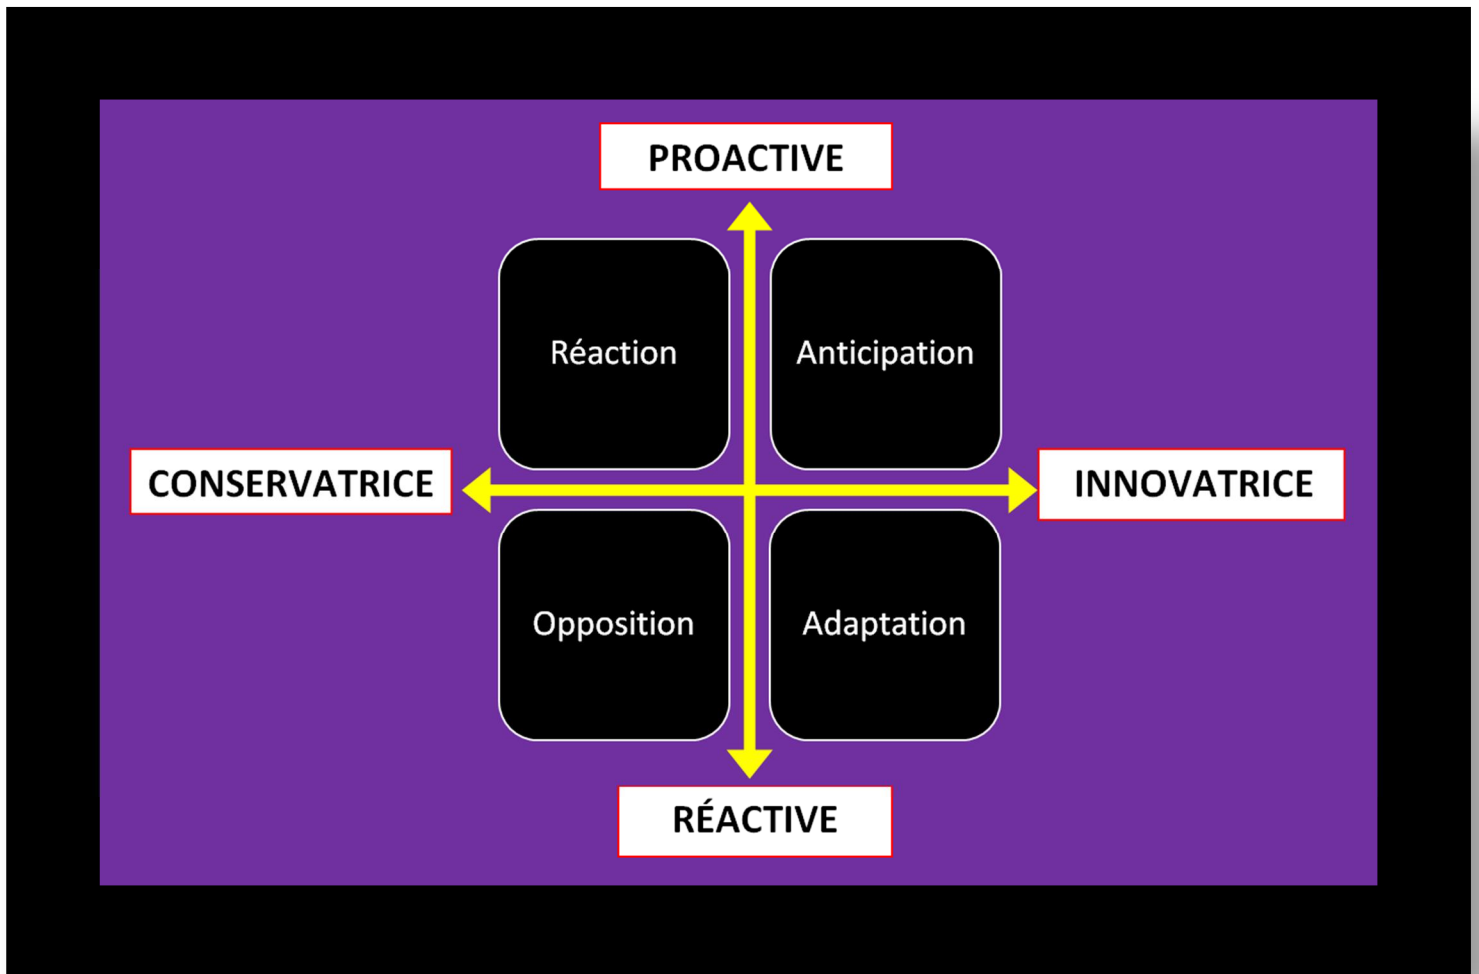 PROACTIVE
Réaction
Anticipation
CONSERVATRICE
INNOVATRICE
Opposition
Adaptation
RÉACTIVE